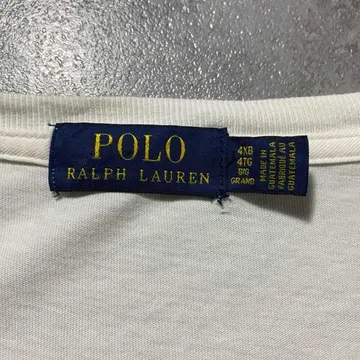 POLO
RALPH LAUREN
4XB
4TG
BIG
GRAND
MADE IN
GUATEMALA
FABRIQUÉ AU
GUATEMALA